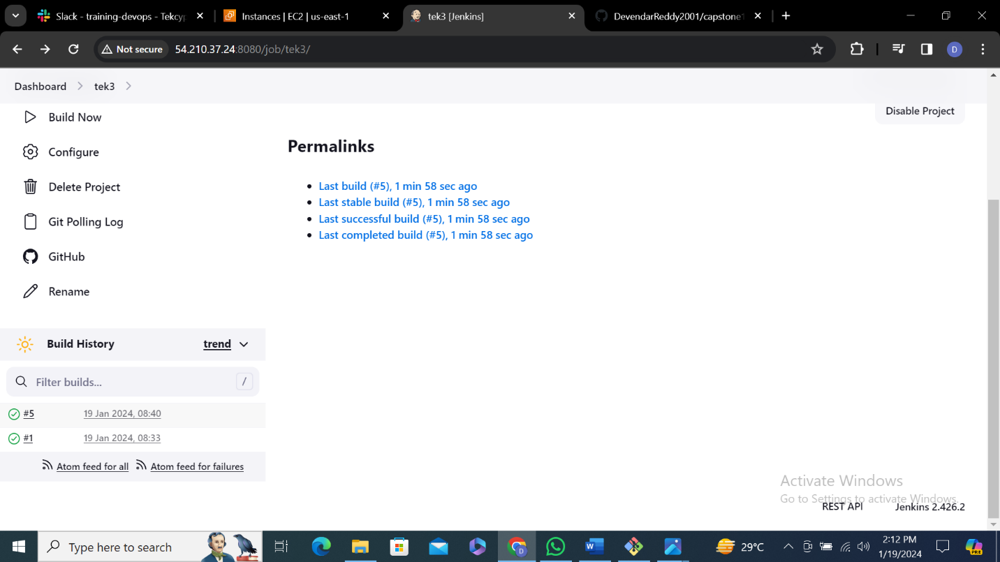 Slack - training-devops - Tekcyp
Instances | EC2 | us-east-1
tek3 [Jenkins]
DevendarReddy2001/capstone1
Not secure
54.210.37.24:8080/job/tek3/
D
Dashboard
tek3
Build Now
Disable Project
Configure
Permalinks
Delete Project
Last build (#5), 1 min 58 sec ago
Last stable build (#5), 1 min 58 sec ago
Last successful build (#5), 1 min 58 sec ago
Last completed build (#5), 1 min 58 sec ago
Git Polling Log
GitHub
Rename
Build History
trend
Filter builds...
/
#5
19 Jan 2024, 08:40
#1
19 Jan 2024, 08:33
Atom feed for all
Atom feed for failures
Activate Windows
Go to Settings to activate Windows.
REST API
Jenkins 2.426.2
Type here to search
D
W
29°C
2:12 PM
1/19/2024
PRE